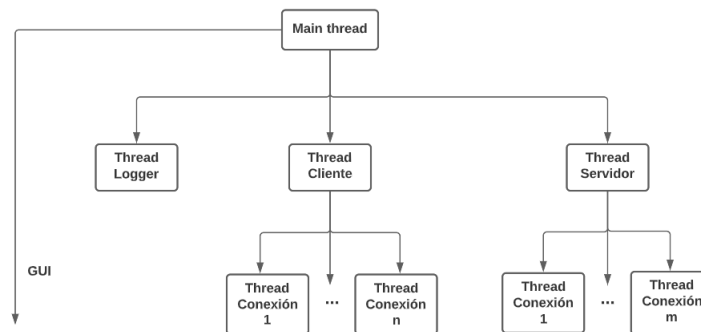 Main thread
Thread
Logger
Thread
Cliente
Thread
Servidor
GUI
Thread
Conexión
1
...
Thread
Conexión
n
Thread
Conexión
1
...
Thread
Conexión
m